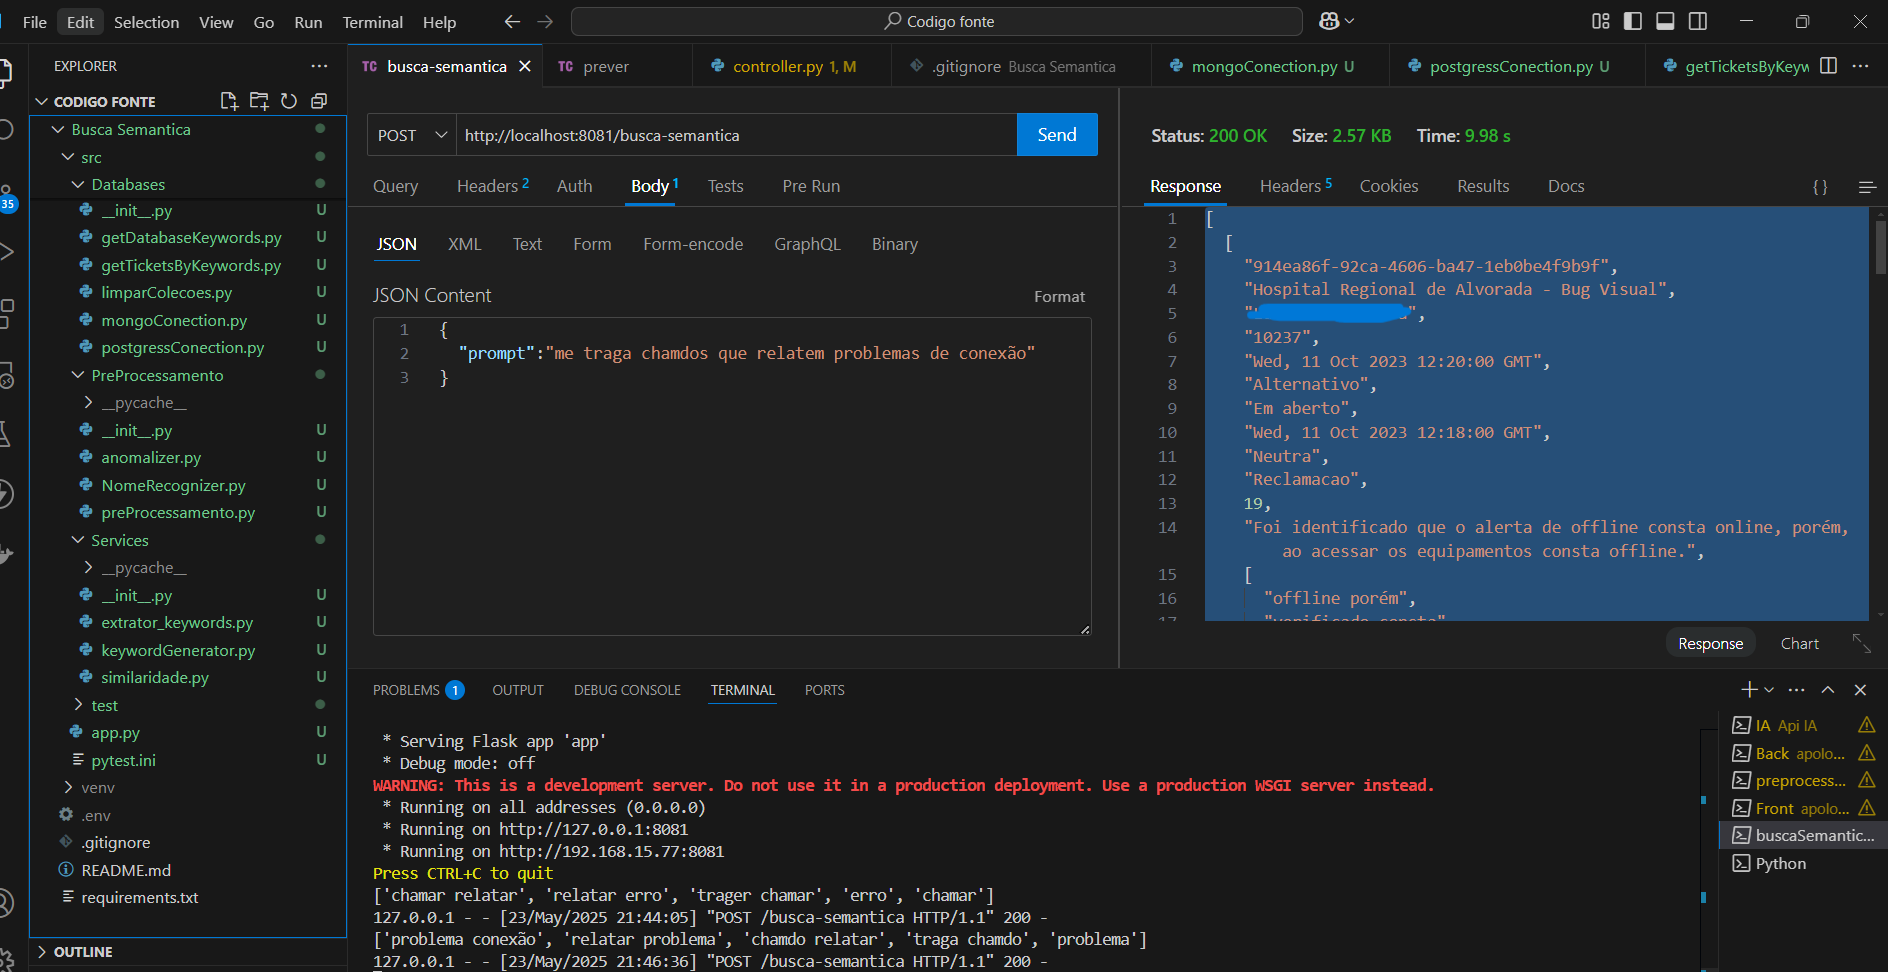 File Edit Selection View Go Run Terminal Help
Codigo fonte
EXPLORER
CODIGO FONTE
Busca Semantica
src
Databases
__init__.py U
getDatabaseKeywords.py U
getTicketsByKeywords.py U
limparColecoes.py U
mongoConection.py U
postgressConection.py U
PreProcessamento
__pycache__
__init__.py U
anomalizer.py U
NomeRecognizer.py U
preProcessamento.py U
Services
__pycache__
__init__.py U
extrator_keywords.py U
keywordGenerator.py U
similaridade.py U
test
app.py U
pytest.ini U
venv
.env
.gitignore
README.md
requirements.txt
OUTLINE
35
TC busca-semantica
TC prever
controller.py 1, M
.gitignore Busca Semantica
mongoConection.py U
postgressConection.py U
getTicketsByKeyw
POST http://localhost:8081/busca-semantica Send
Query Headers 2 Auth Body 1 Tests Pre Run
JSON XML Text Form Form-encode GraphQL Binary
JSON Content Format
1 {
2 "prompt":"me traga chamdos que relatem problemas de conexão"
3 }
Status: 200 OK Size: 2.57 KB Time: 9.98 s
Response Headers 5 Cookies Results Docs {}
1 [
2 [
3 "914ea86f-92ca-4606-ba47-1eb0be4f9b9f",
4 "Hospital Regional de Alvorada - Bug Visual",
5 ",
6 "10237",
7 "Wed, 11 Oct 2023 12:20:00 GMT",
8 "Alternativo",
9 "Em aberto",
10 "Wed, 11 Oct 2023 12:18:00 GMT",
11 "Neutra",
12 "Reclamacao",
13 19,
14 "Foi identificado que o alerta de offline consta online, porém,
ao acessar os equipamentos consta offline.",
15 [
16 "offline porém",
17 "verificado consta"
Response Chart
PROBLEMS 1 OUTPUT DEBUG CONSOLE TERMINAL PORTS
* Serving Flask app 'app'
* Debug mode: off
WARNING: This is a development server. Do not use it in a production deployment. Use a production WSGI server instead.
* Running on all addresses (0.0.0.0)
* Running on http://127.0.0.1:8081
* Running on http://192.168.15.77:8081
Press CTRL+C to quit
['chamar relatar', 'relatar erro', 'trager chamar', 'erro', 'chamar']
127.0.0.1 - - [23/May/2025 21:44:05] "POST /busca-semantica HTTP/1.1" 200 -
['problema conexão', 'relatar problema', 'chamdo relatar', 'traga chamdo', 'problema']
127.0.0.1 - - [23/May/2025 21:46:36] "POST /busca-semantica HTTP/1.1" 200 -
IA Api IA
Back apolo...
preprocess...
Front apolo...
buscaSemantic...
Python